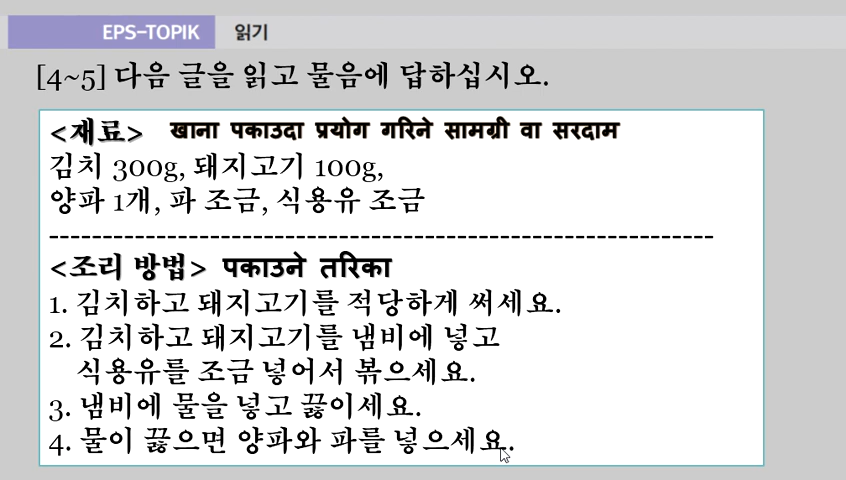 EPS-TOPIK 읽기
[4~5] 다음 글을 읽고 물음에 답하십시오.
<재료> खाना पकाउदा प्रयोग गरिने सामग्री वा सरदाम
김치 300g, 돼지고기 100g,
양파 1개, 파 조금, 식용유 조금
----------------------------------------------------------------
<조리 방법> पकाउने तरिका
1. 김치하고 돼지고기를 적당하게 써세요.
2. 김치하고 돼지고기를 냄비에 넣고
식용유를 조금 넣어서 볶으세요.
3. 냄비에 물을 넣고 끓이세요.
4. 물이 끓으면 양파와 파를 넣으세요.